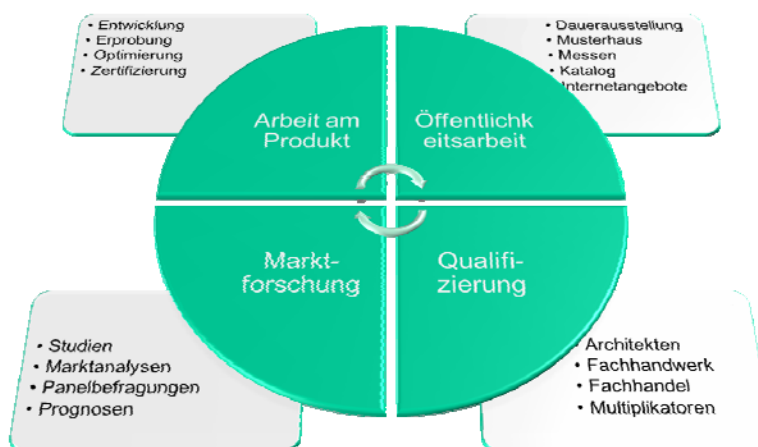 • Entwicklung
• Erprobung
• Optimierung
• Zertifizierung
• Dauerausstellung
• Musterhaus
• Messen
• Katalog
Internetangebote
Arbeit am
Produkt
Öffentlichk
eitsarbeit
Markt-
forschung
Qualifi-
zierung
• Studien
• Marktanalysen
• Panelbefragungen
• Prognosen
• Architekten
• Fachhandwerk
• Fachhandel
• Multiplikatoren